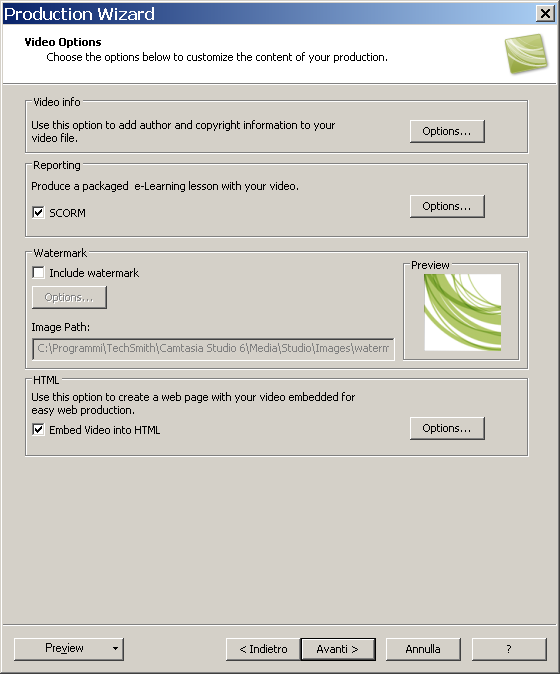 Production Wizard
Video Options
Choose the options below to customize the content of your production.
Video info
Use this option to add author and copyright information to your
video file.
Options...
Reporting
Produce a packaged e-Learning lesson with your video.
Options...
SCORM
Watermark
Include watermark
Preview
Options...
Image Path:
C:\Programmi\TechSmith\Camtasia Studio 6\Media\Studio\Images\waterm
HTML
Use this option to create a web page with your video embedded for
easy web production.
Embed Video into HTML
Options...
Preview
< Indietro
Avanti >
Annulla
?